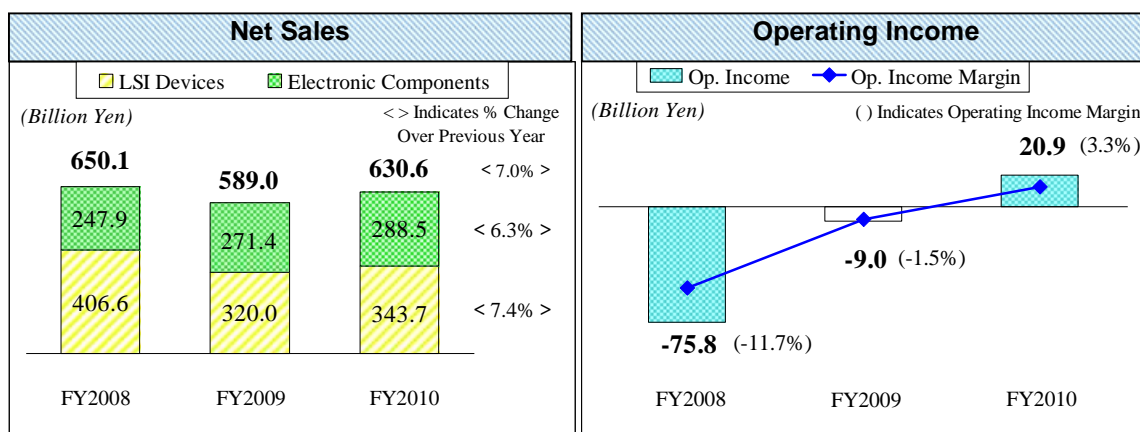 Net Sales
LSI Devices
Electronic Components
(Billion Yen)
< > Indicates % Change
Over Previous Year
650.1
589.0
630.6
< 7.0% >
247.9
271.4
288.5
< 6.3% >
406.6
320.0
343.7
< 7.4% >
FY2008
FY2009
FY2010
Operating Income
Op. Income
Op. Income Margin
(Billion Yen)
( ) Indicates Operating Income Margin
20.9 (3.3%)
-9.0 (-1.5%)
-75.8 (-11.7%)
FY2008
FY2009
FY2010